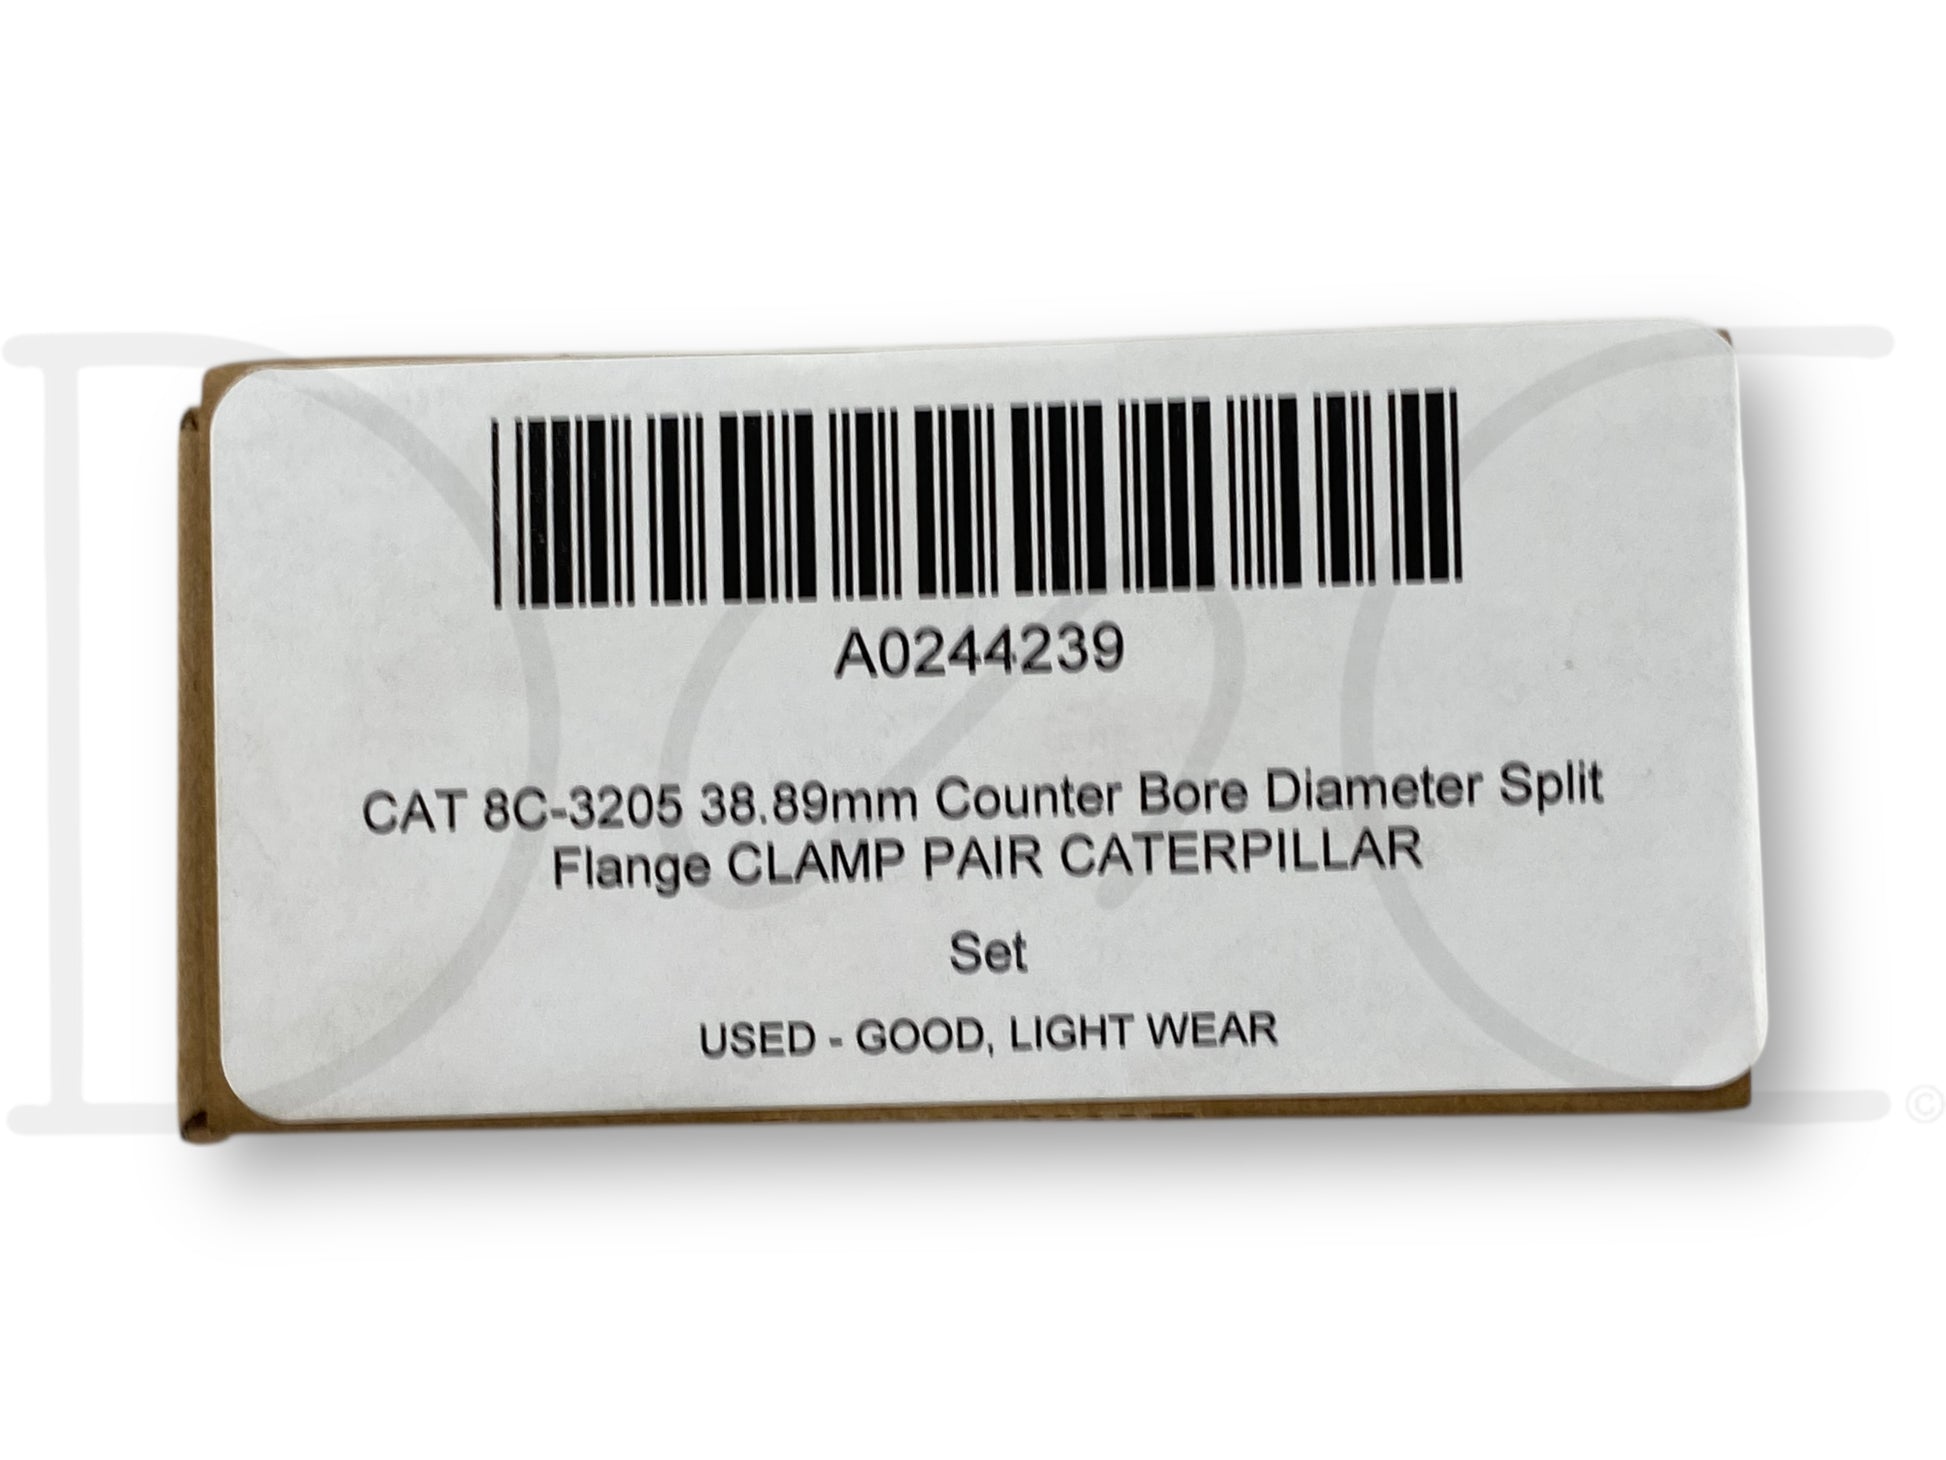 A0244239
CAT 8C-3205 38.89mm Counter Bore Diameter Split
Flange CLAMP PAIR CATERPILLAR
Set
USED - GOOD, LIGHT WEAR
©